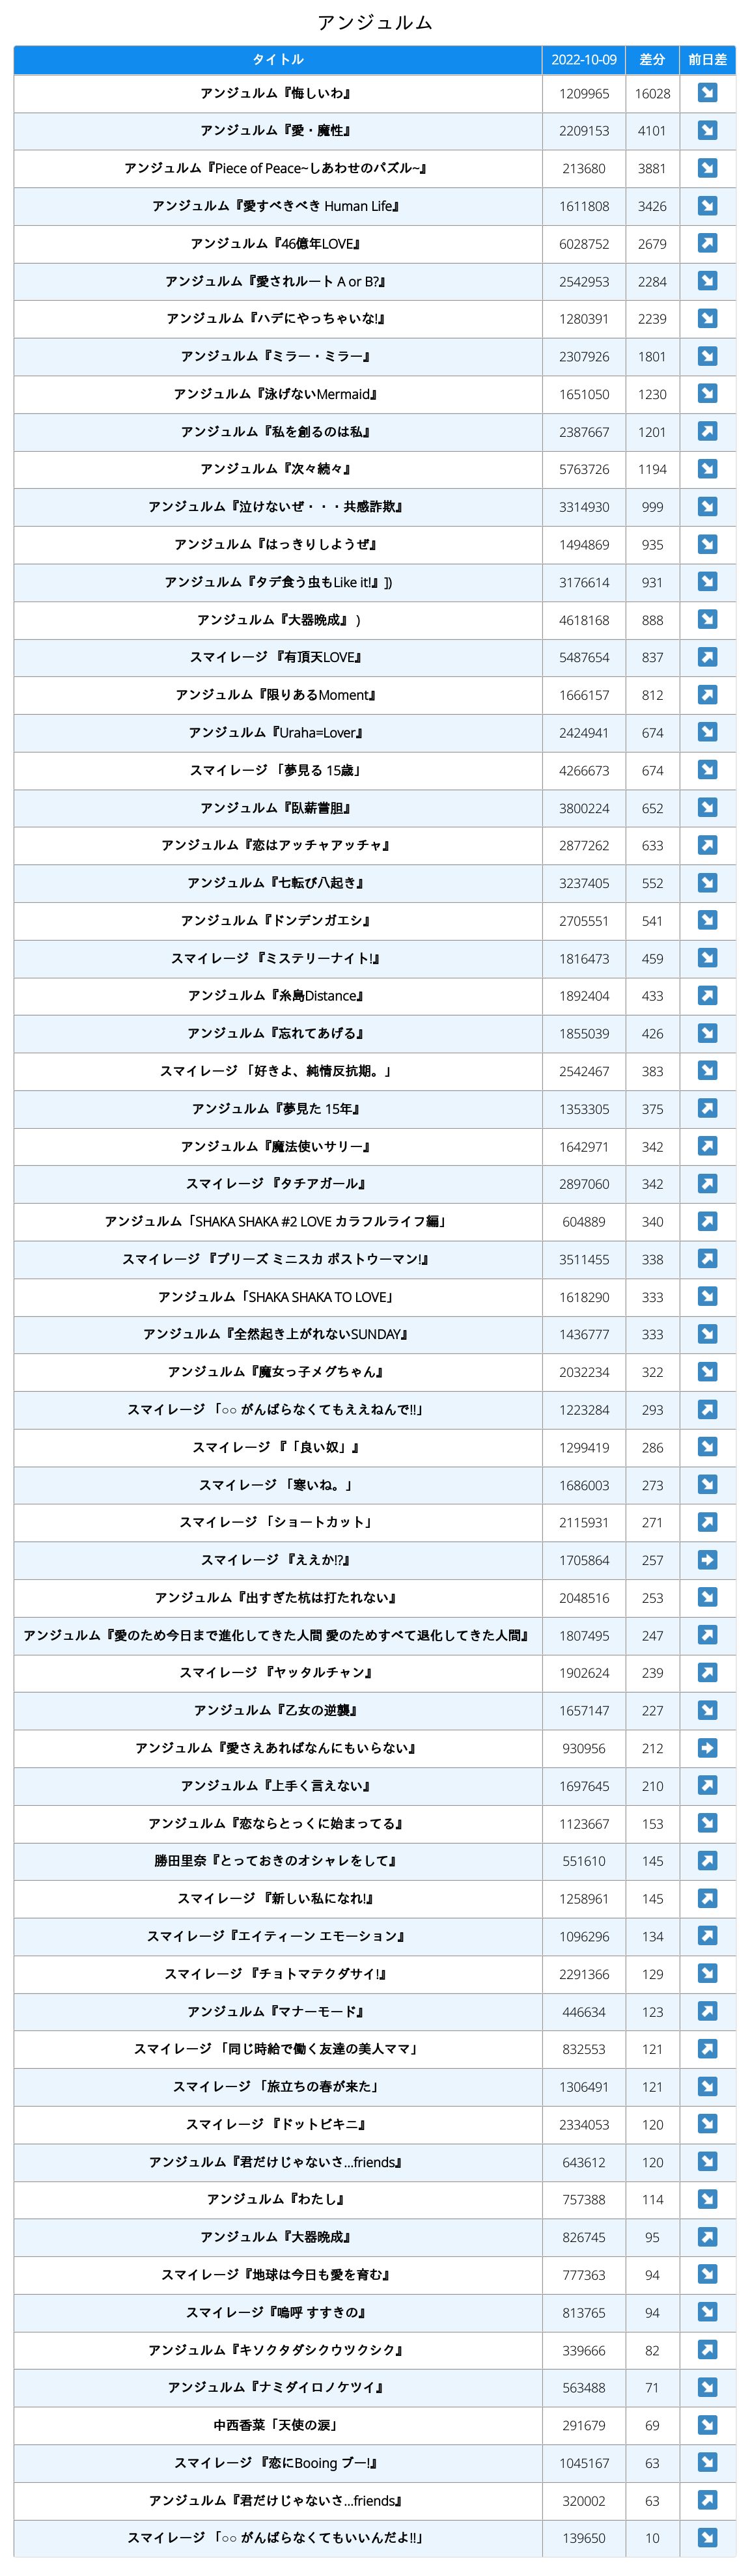 アンジュルム
タイトル 2022-10-09 差分 前日差
アンジュルム『悔しいわ』 1209965 16028
アンジュルム『愛・魔性』 2209153 4101
アンジュルム『Piece of Peace~しあわせのパズル~』 213680 3881
アンジュルム『愛すべきべき Human Life』 1611808 3426
アンジュルム『46億年LOVE』 6028752 2679
アンジュルム『愛されルート A or B?』 2542953 2284
アンジュルム『ハデにやっちゃいな!』 1280391 2239
アンジュルム『ミラー・ミラー』 2307926 1801
アンジュルム『泳げないMermaid』 1651050 1230
アンジュルム『私を創るのは私』 2387667 1201
アンジュルム『次々続々』 5763726 1194
アンジュルム『泣けないぜ・・・共感詐欺』 3314930 999
アンジュルム『はっきりしようぜ』 1494869 935
アンジュルム『タデ食う虫もLike it!』]) 3176614 931
アンジュルム『大器晩成』 ) 4618168 888
スマイレージ 『有頂天LOVE』 5487654 837
アンジュルム『限りあるMoment』 1666157 812
アンジュルム『Uraha=Lover』 2424941 674
スマイレージ 「夢見る 15歳」 4266673 674
アンジュルム『臥薪嘗胆』 3800224 652
アンジュルム『恋はアッチャアッチャ』 2877262 633
アンジュルム『七転び八起き』 3237405 552
アンジュルム『ドンデンガエシ』 2705551 541
スマイレージ 『ミステリーナイト!』 1816473 459
アンジュルム『糸島Distance』 1892404 433
アンジュルム『忘れてあげる』 1855039 426
スマイレージ 「好きよ、純情反抗期。」 2542467 383
アンジュルム『夢見た 15年』 1353305 375
アンジュルム『魔法使いサリー』 1642971 342
スマイレージ 『タチアガール』 2897060 342
アンジュルム「SHAKA SHAKA #2 LOVE カラフルライフ編」 604889 340
スマイレージ 『プリーズ ミニスカ ポストウーマン!』 3511455 338
アンジュルム「SHAKA SHAKA TO LOVE」 1618290 333
アンジュルム『全然起き上がれないSUNDAY』 1436777 333
アンジュルム『魔女っ子メグちゃん』 2032234 322
スマイレージ 「○○ がんばらなくてもええねんで!!」 1223284 293
スマイレージ 『「良い奴」』 1299419 286
スマイレージ 「寒いね。」 1686003 273
スマイレージ 「ショートカット」 2115931 271
スマイレージ 『ええか!?』 1705864 257
アンジュルム『出すぎた杭は打たれない』 2048516 253
アンジュルム『愛のため今日まで進化してきた人間 愛のためすべて退化してきた人間』 1807495 247
スマイレージ 『ヤッタルチャン』 1902624 239
アンジュルム『乙女の逆襲』 1657147 227
アンジュルム『愛さえあればなんにもいらない』 930956 212
アンジュルム『上手く言えない』 1697645 210
アンジュルム『恋ならとっくに始まってる』 1123667 153
勝田里奈『とっておきのオシャレをして』 551610 145
スマイレージ 『新しい私になれ!』 1258961 145
スマイレージ『エイティーン エモーション』 1096296 134
スマイレージ 『チョトマテクダサイ!』 2291366 129
アンジュルム『マナーモード』 446634 123
スマイレージ 「同じ時給で働く友達の美人ママ」 832553 121
スマイレージ 「旅立ちの春が来た」 1306491 121
スマイレージ 『ドットビキニ』 2334053 120
アンジュルム『君だけじゃないさ...friends』 643612 120
アンジュルム『わたし』 757388 114
アンジュルム『大器晩成』 826745 95
スマイレージ『地球は今日も愛を育む』 777363 94
スマイレージ『嗚呼 すすきの』 813765 94
アンジュルム『キソクタダシクウツクシク』 339666 82
アンジュルム『ナミダイロノケツイ』 563488 71
中西香菜「天使の涙」 291679 69
スマイレージ 『恋にBooing ブー!』 1045167 63
アンジュルム『君だけじゃないさ...friends』 320002 63
スマイレージ 「○○ がんばらなくてもいいんだよ!!」 139650 10